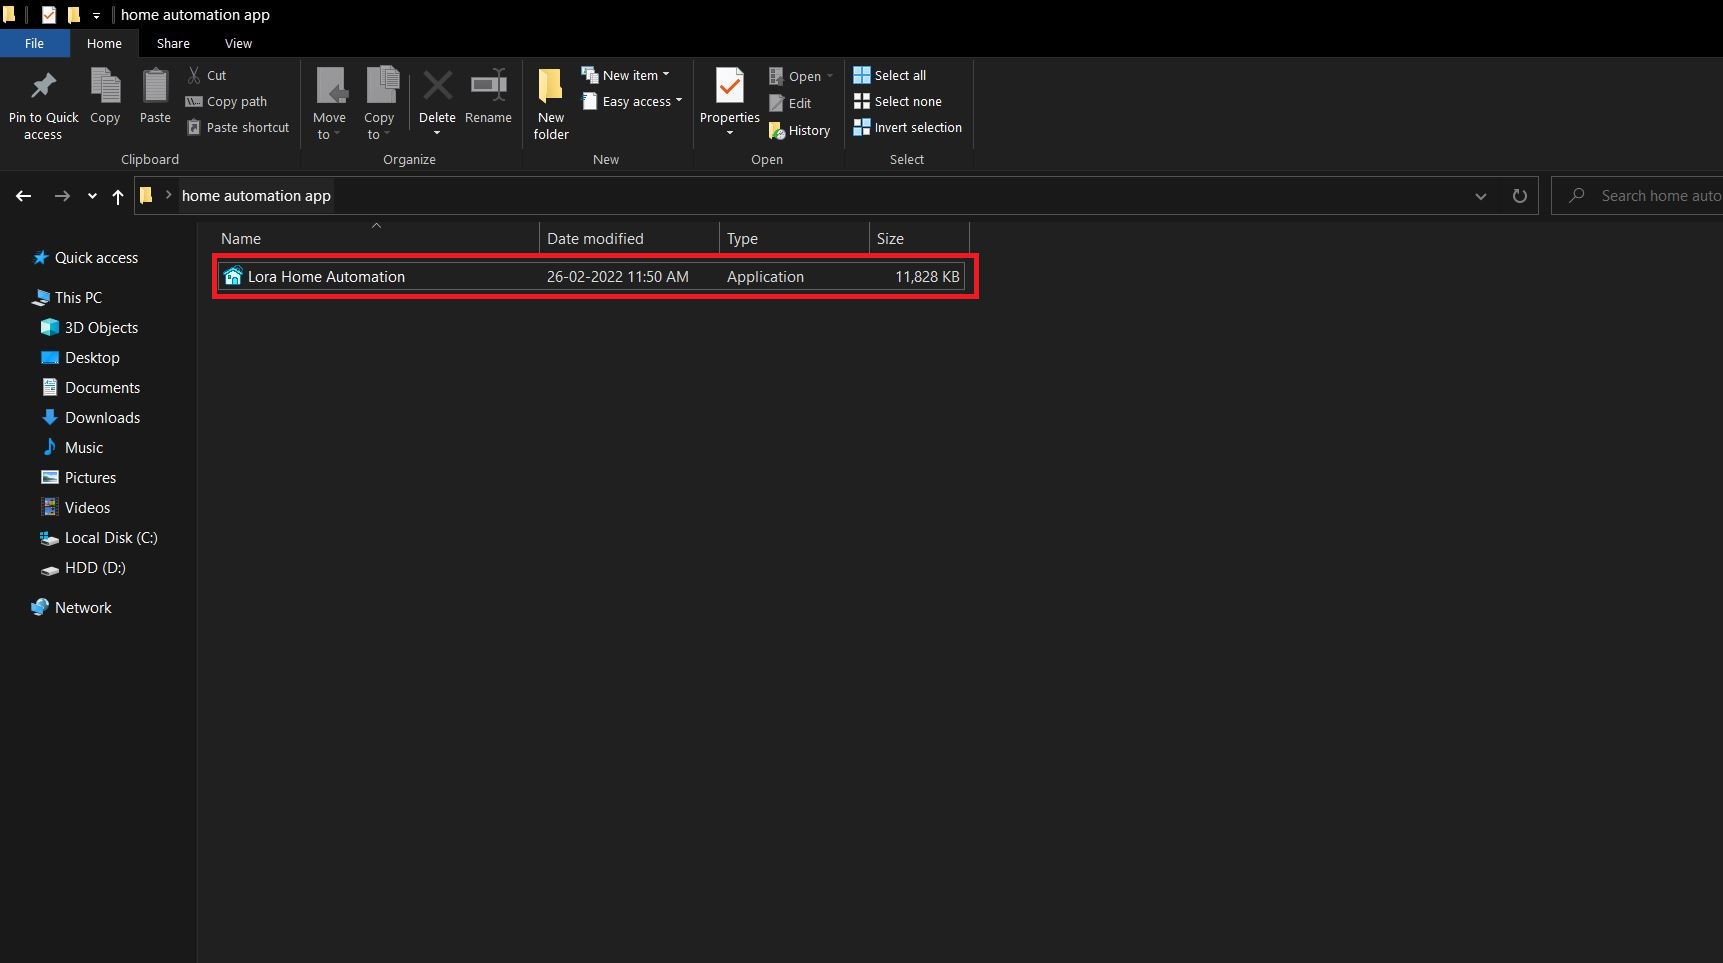 home automation app
File Home Share View
Pin to Quick access
Copy
Paste
Cut
Copy path
Paste shortcut
Clipboard
Move to
Copy to
Delete
Rename
Organize
New folder
New item
Easy access
New
Properties
Open
Edit
History
Open
Select all
Select none
Invert selection
Select
home automation app
Search home auto
Name Date modified Type Size
Lora Home Automation 26-02-2022 11:50 AM Application 11,828 KB
Quick access
This PC
3D Objects
Desktop
Documents
Downloads
Music
Pictures
Videos
Local Disk (C:)
HDD (D:)
Network